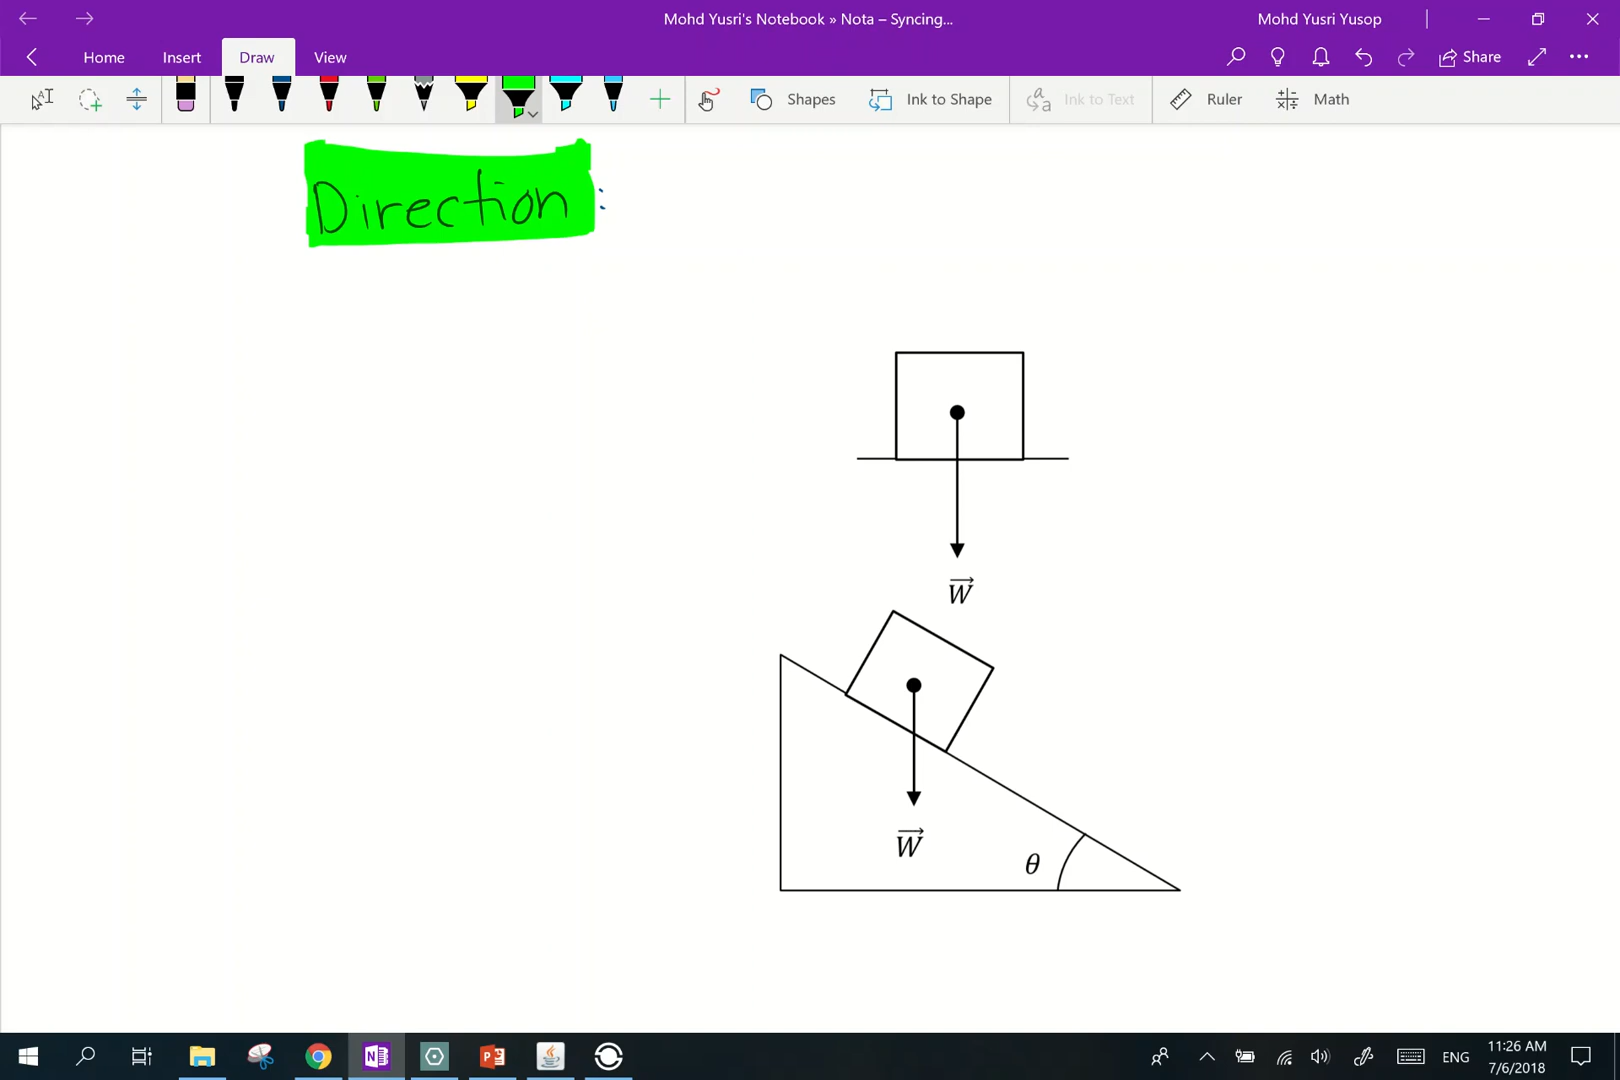 Mohd Yusri's Notebook » Nota – Syncing...
Mohd Yusri Yusop
Home Insert Draw View
Share
Shapes Ink to Shape Ink to Text Ruler Math
Direction :
W
W
θ
ENG
11:26 AM
7/6/2018